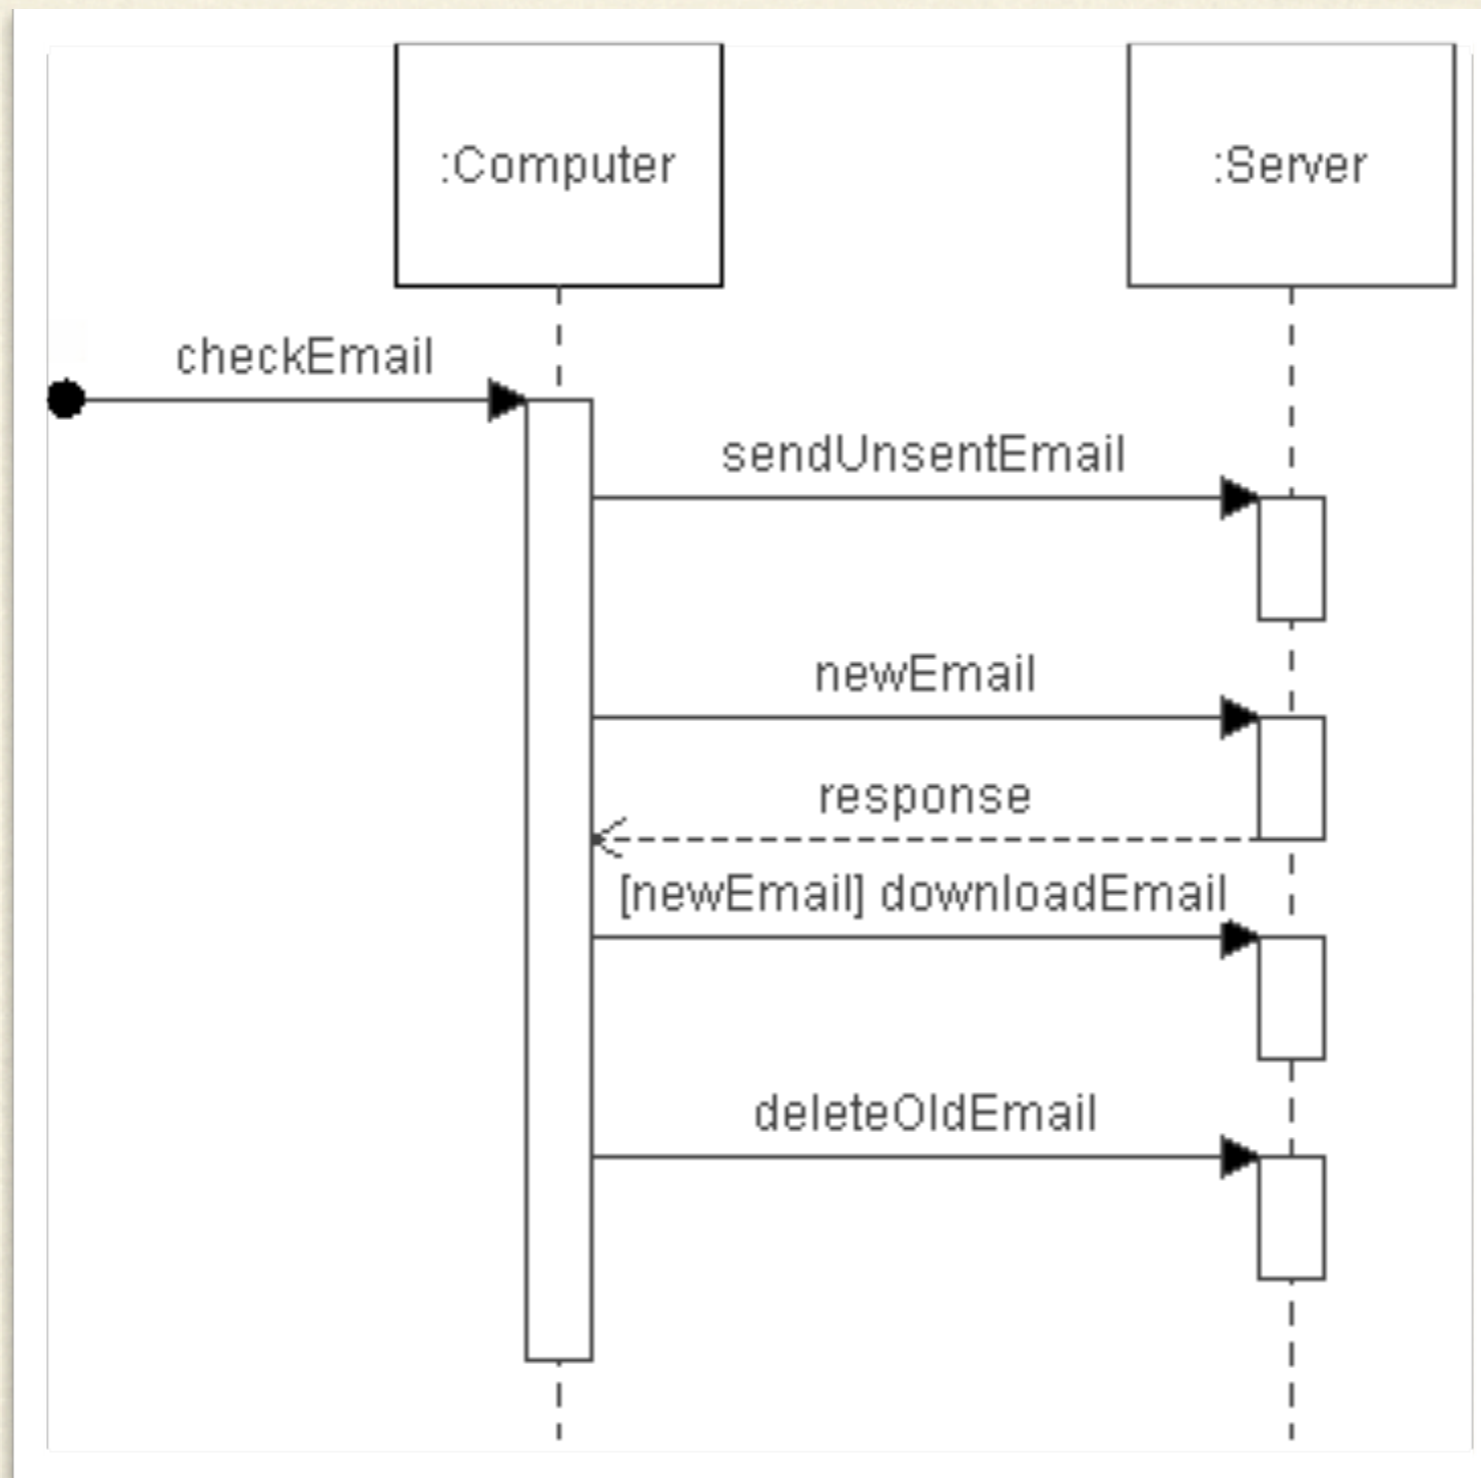 :Computer
:Server
checkEmail
sendUnsentEmail
newEmail
response
[newEmail] downloadEmail
deleteOldEmail